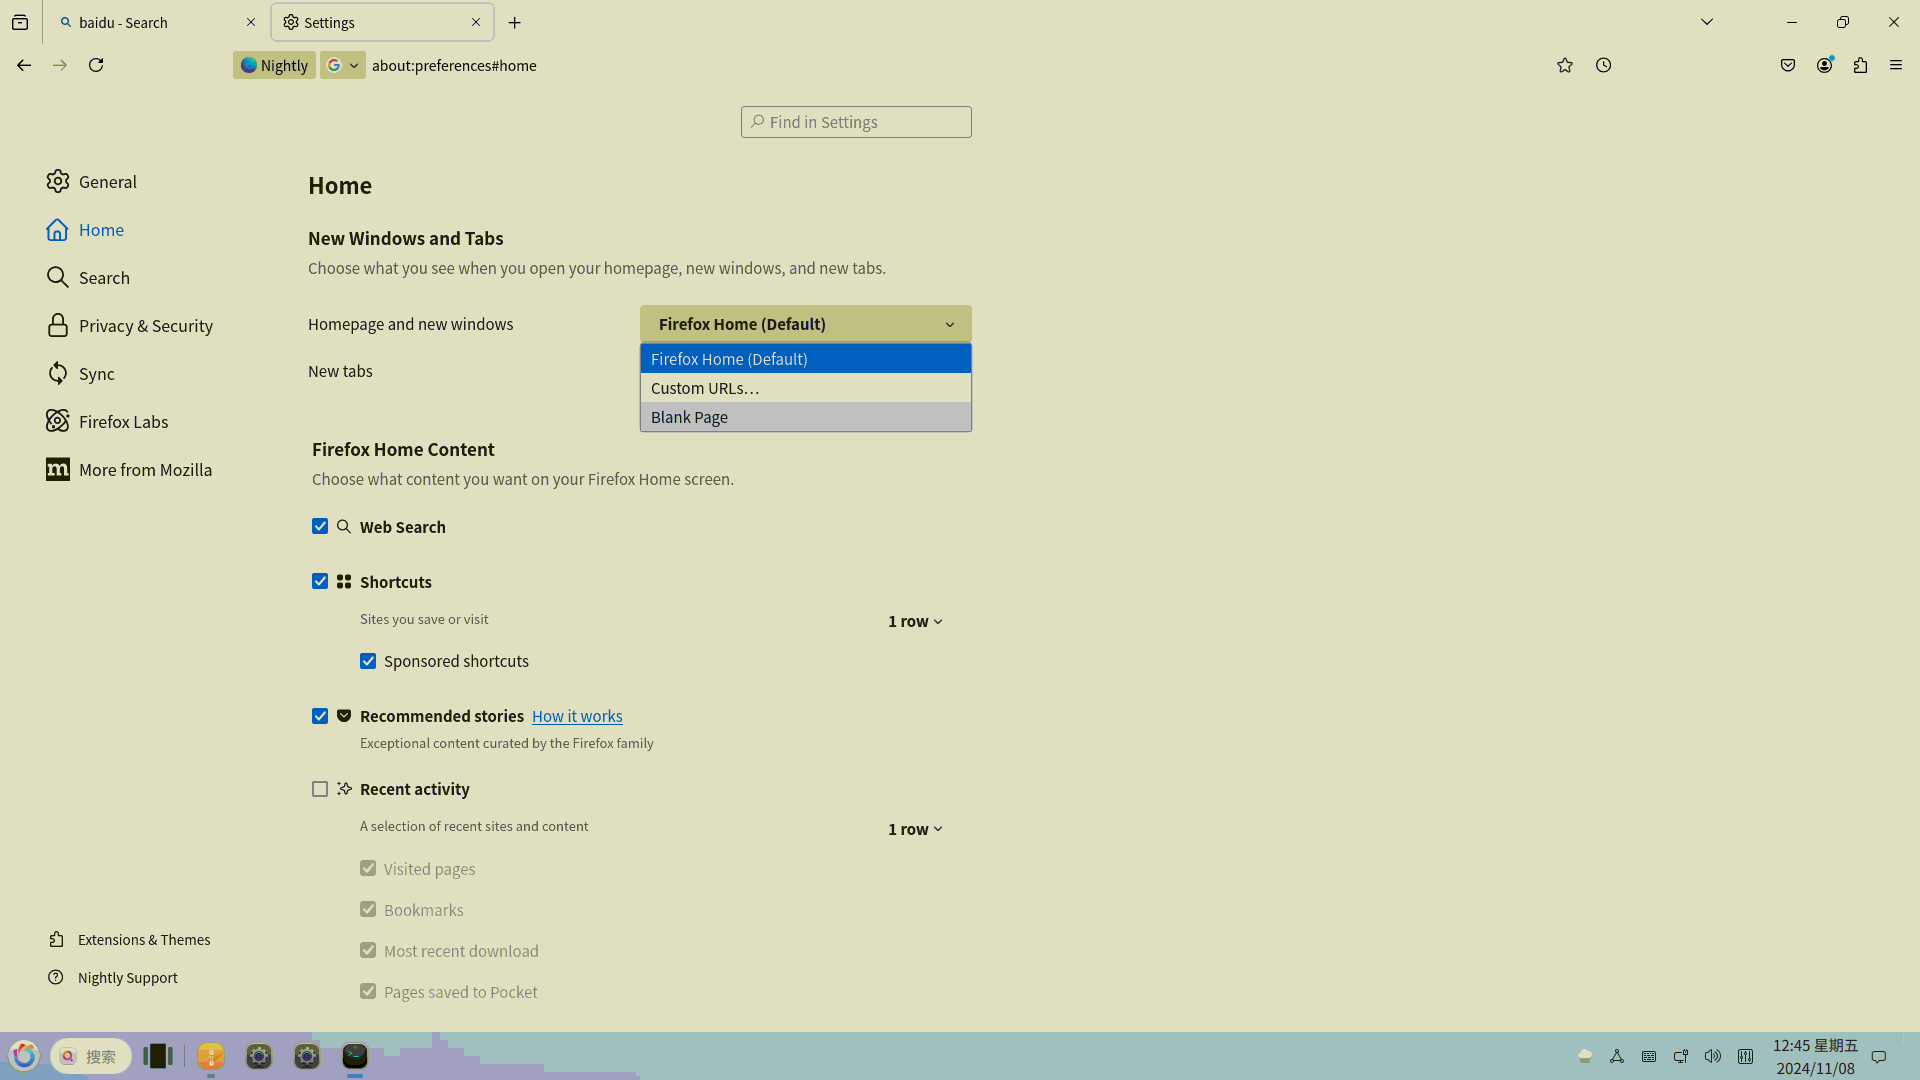 baidu - Search
Settings
Nightly
about:preferences#home
Find in Settings
General
Home
Search
Privacy & Security
Sync
Firefox Labs
More from Mozilla
Extensions & Themes
Nightly Support
Home
New Windows and Tabs
Choose what you see when you open your homepage, new windows, and new tabs.
Homepage and new windows
Firefox Home (Default)
Firefox Home (Default)
Custom URLs…
Blank Page
New tabs
Firefox Home Content
Choose what content you want on your Firefox Home screen.
Web Search
Shortcuts
Sites you save or visit
1 row
Sponsored shortcuts
Recommended stories How it works
Exceptional content curated by the Firefox family
Recent activity
A selection of recent sites and content
1 row
Visited pages
Bookmarks
Most recent download
Pages saved to Pocket
搜索
12:45 星期五
2024/11/08